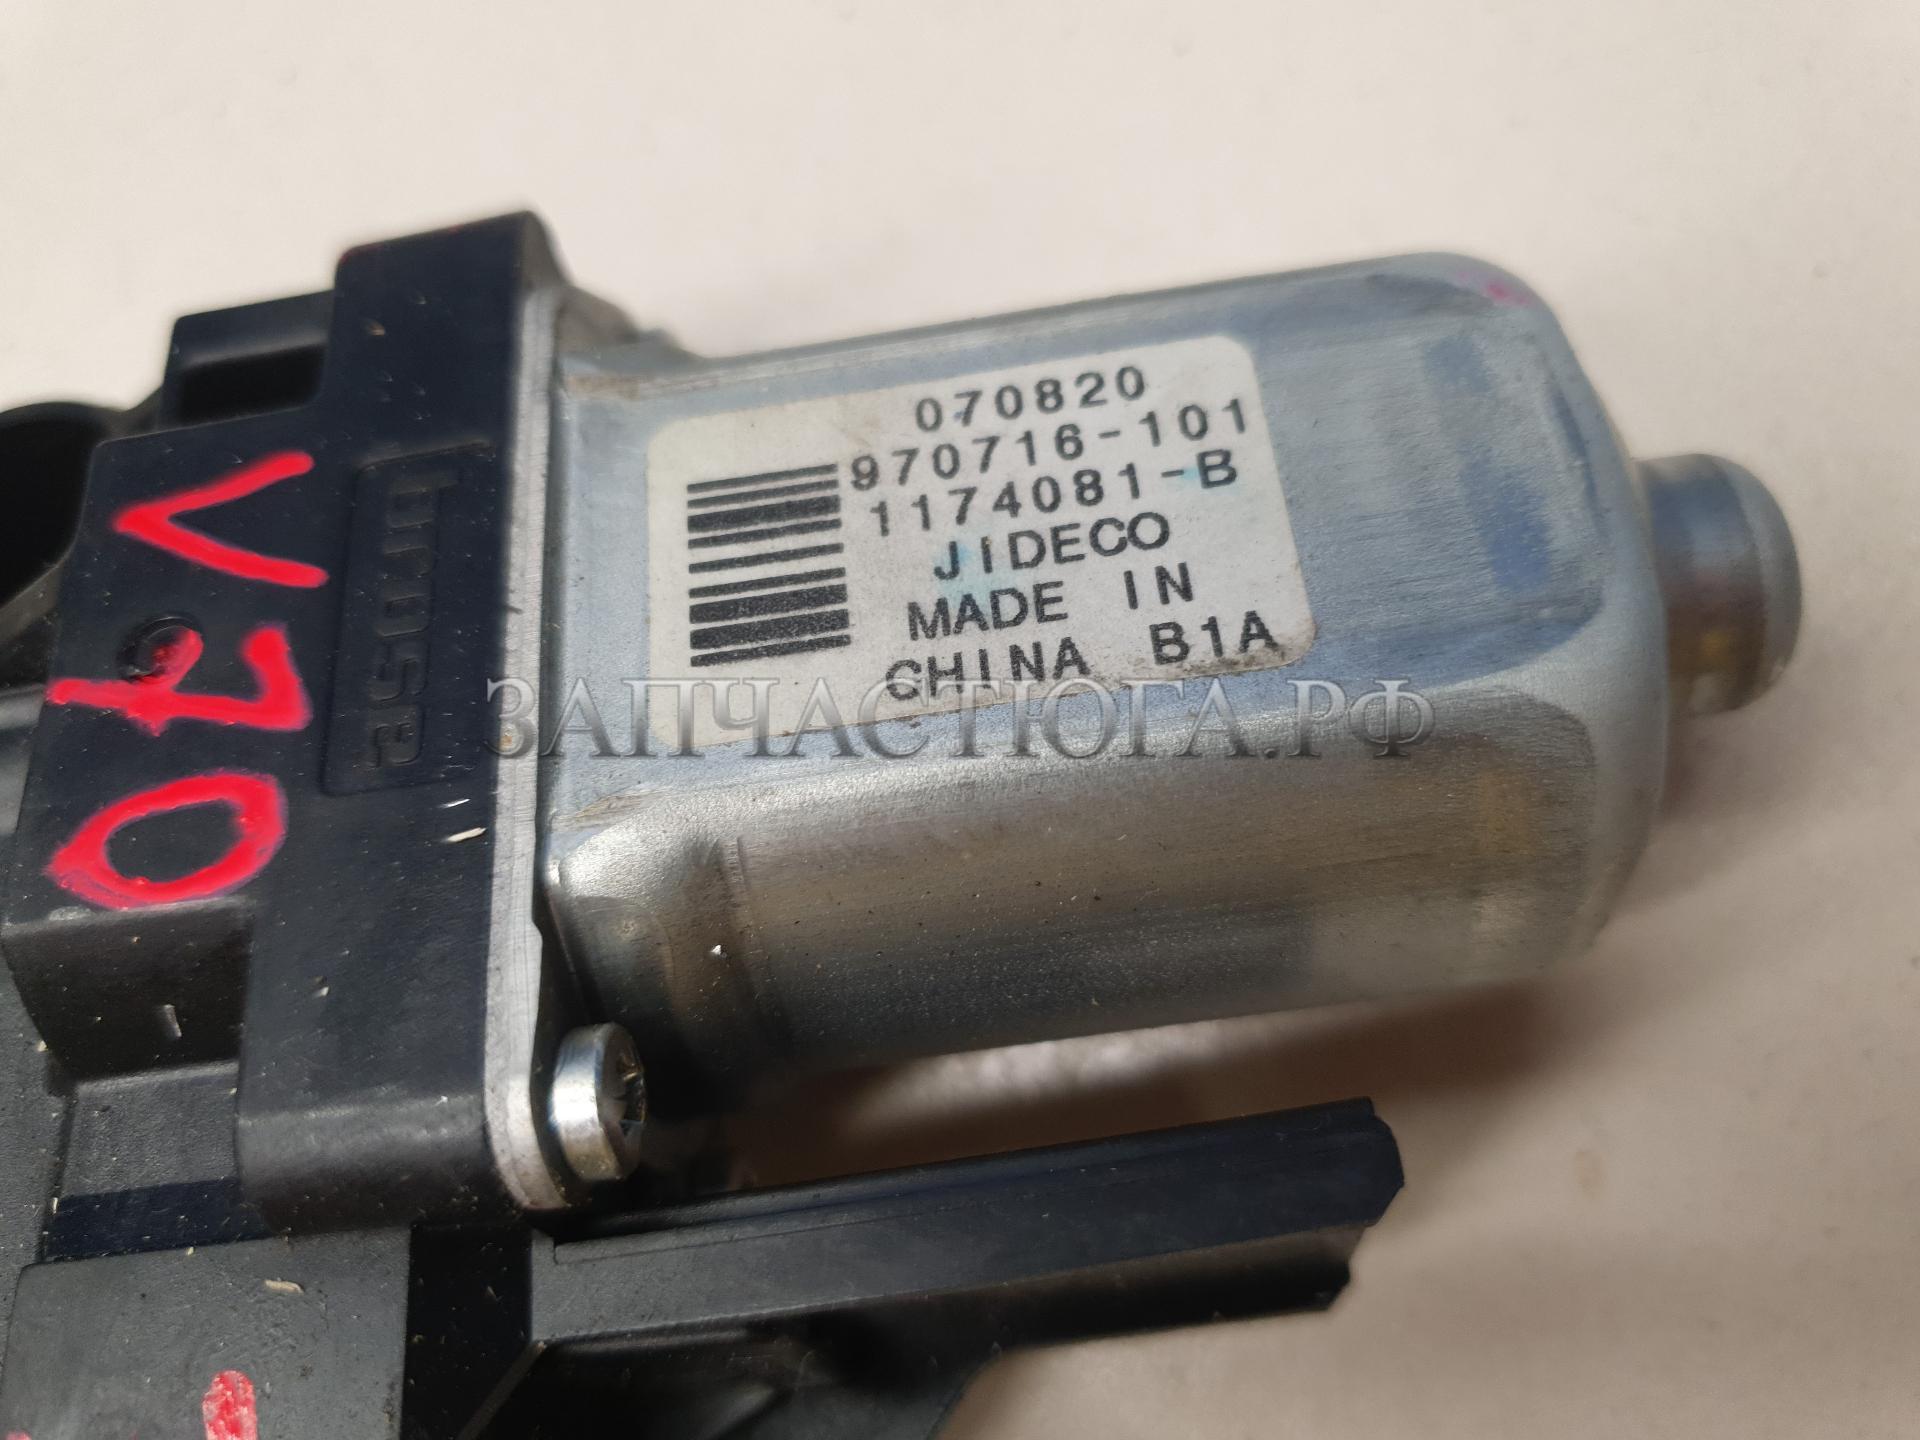 070820
970716-101
1174081-B
JIDECO
MADE IN
CHINA B1A
V70
ЗАПЧАСТЮГА.РФ